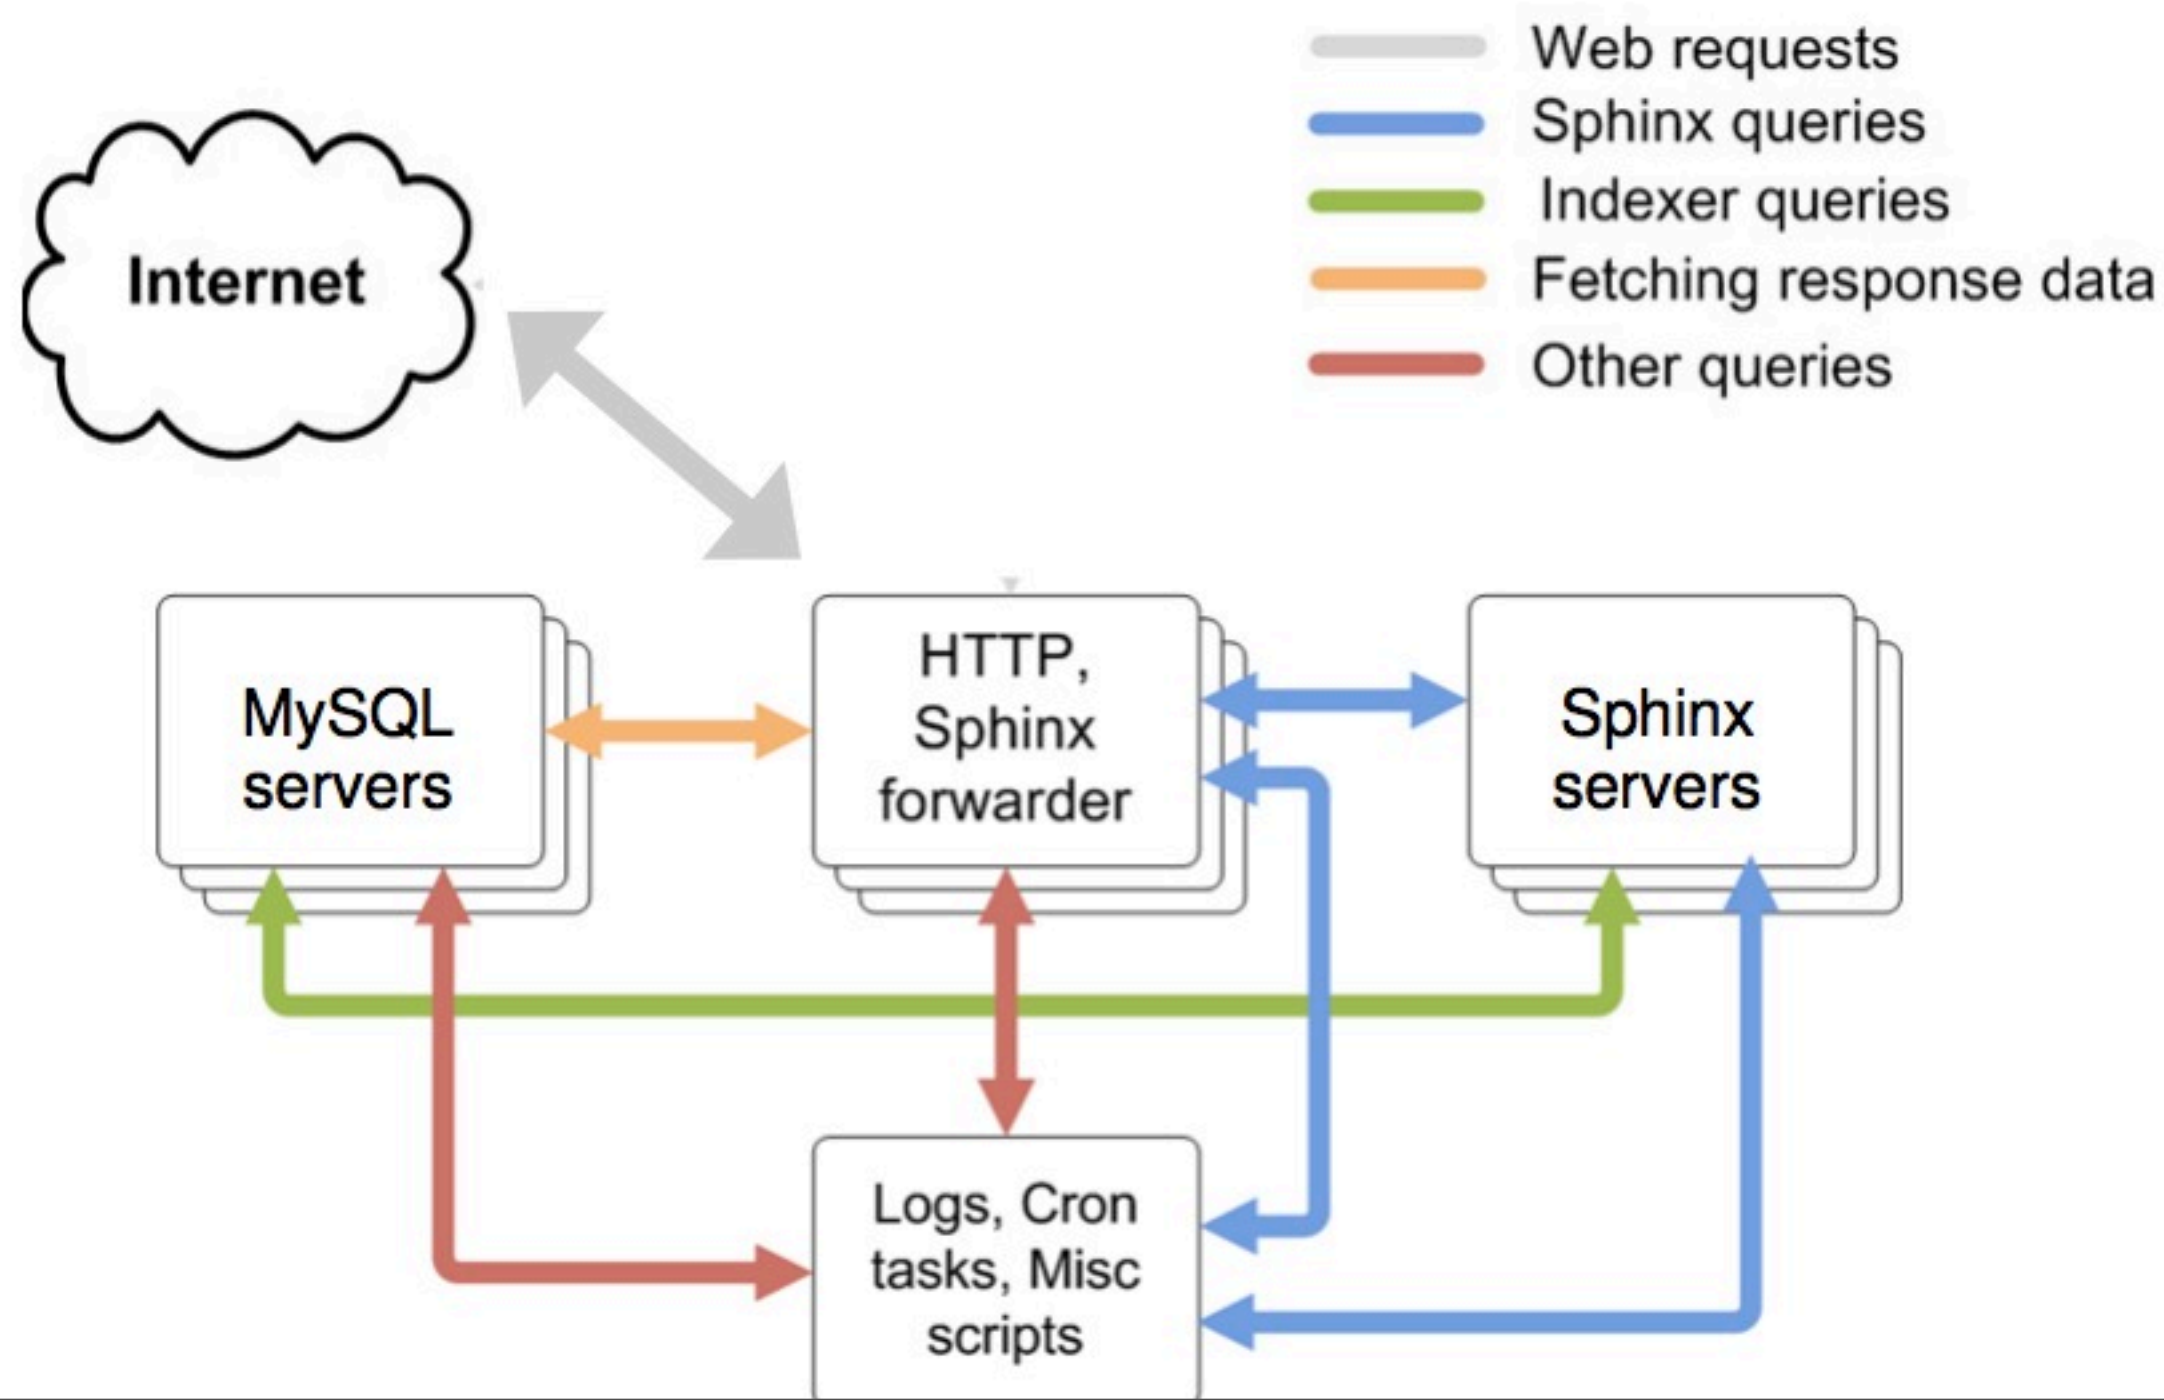 Web requests
Sphinx queries
Indexer queries
Fetching response data
Other queries
Internet
MySQL
servers
HTTP,
Sphinx
forwarder
Sphinx
servers
Logs, Cron
tasks, Misc
scripts